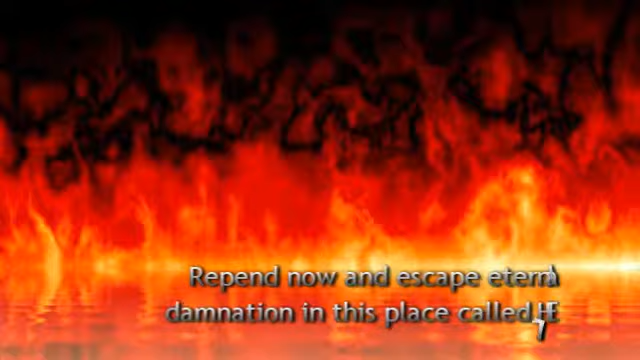 Repend now and escape
damnation in this place called